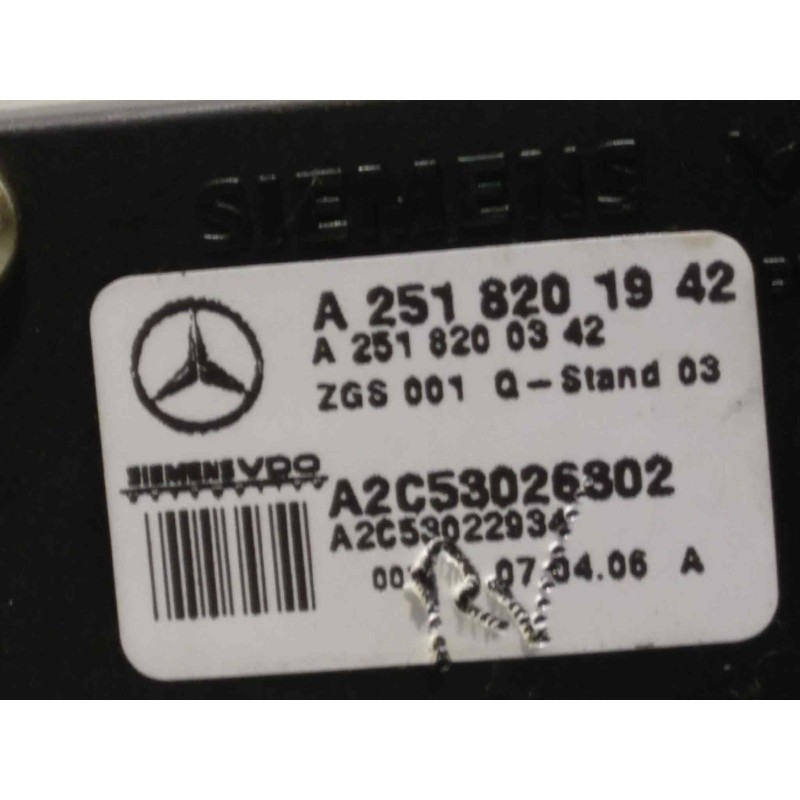 SIEMENS
A 251 820 19 42
A 251 820 03 42
ZGS 001 Q-Stand 03
SIEMENS VDO
A2C53026302
A2C53022934
07.04.06 A